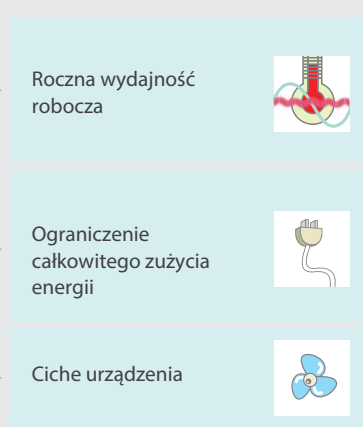 Roczna wydajność
robocza
Ograniczenie
całkowitego zużycia
energii
Ciche urządzenia